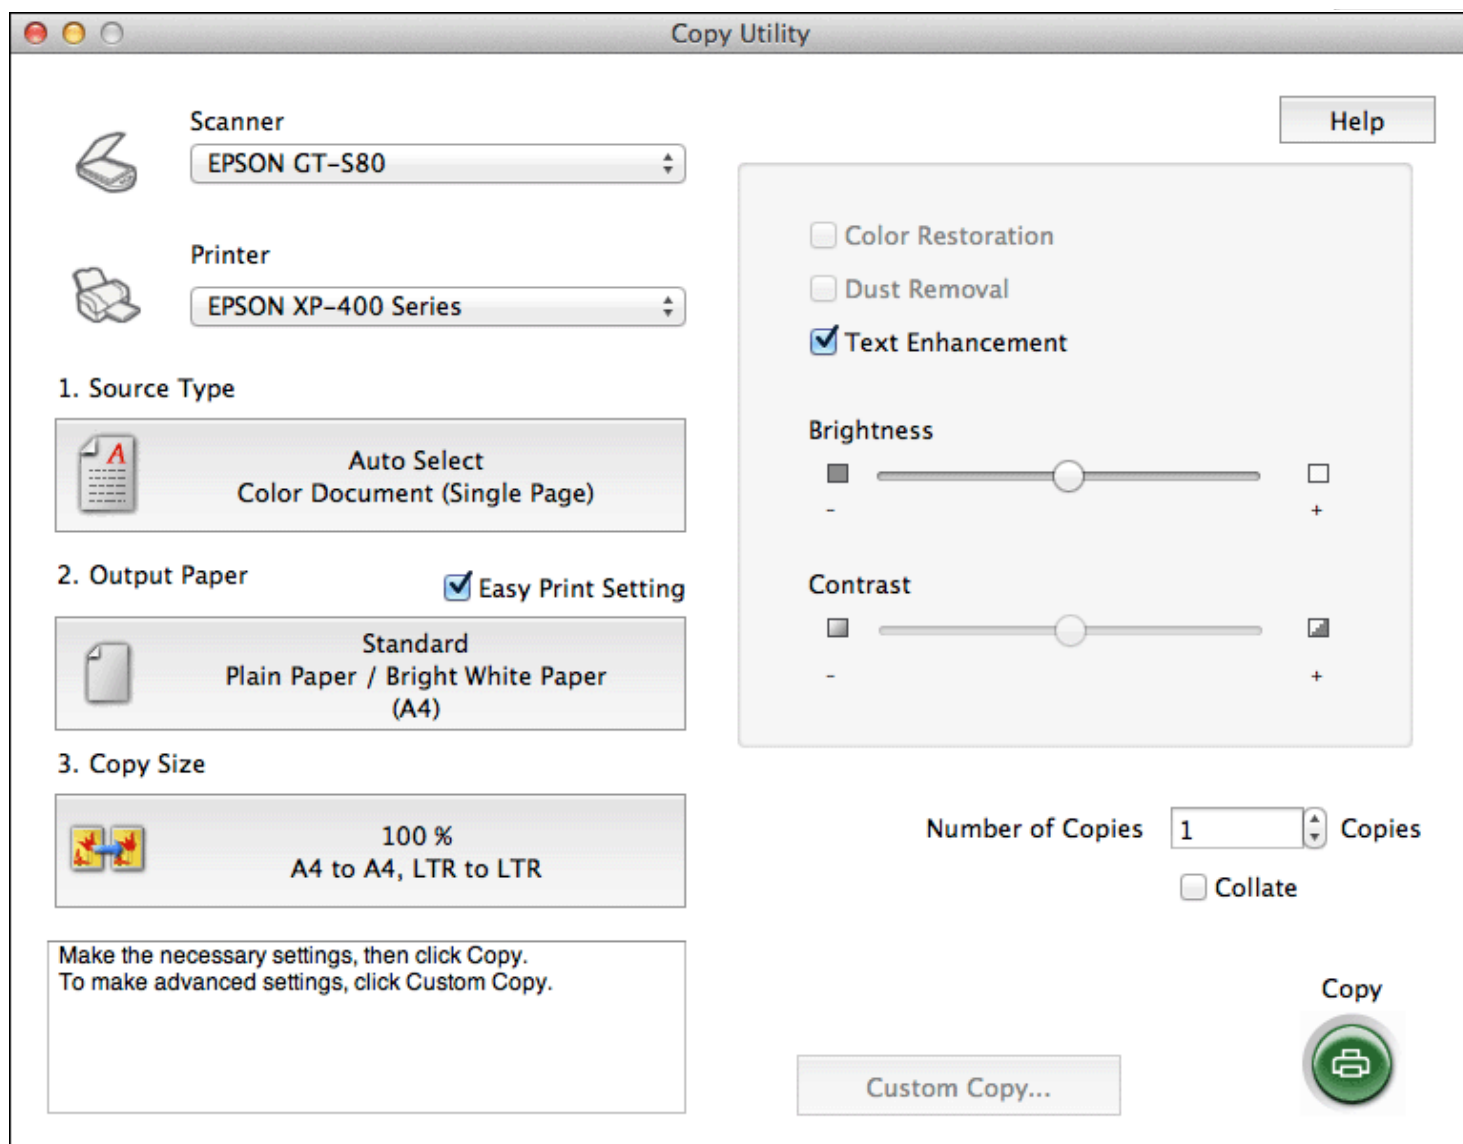 Copy Utility
Help
Scanner
EPSON GT-S80
Printer
EPSON XP-400 Series
1. Source Type
A
Auto Select
Color Document (Single Page)
2. Output Paper
Easy Print Setting
Standard
Plain Paper / Bright White Paper
(A4)
3. Copy Size
100 %
A4 to A4, LTR to LTR
Make the necessary settings, then click Copy.
To make advanced settings, click Custom Copy.
Color Restoration
Dust Removal
Text Enhancement
Brightness
- +
Contrast
- +
Number of Copies 1 Copies
Collate
Copy
Custom Copy...